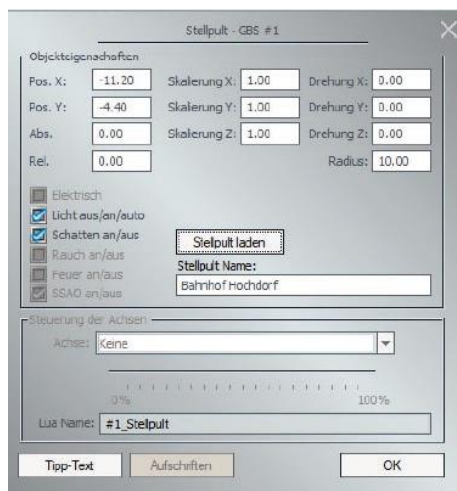 Stellpult - GBS #1
Objekteigenschaften
Pos. X: -11.20 Skalierung X: 1.00 Drehung X: 0.00
Pos. Y: -4.40 Skalierung Y: 1.00 Drehung Y: 0.00
Abs. 0.00 Skalierung Z: 1.00 Drehung Z: 0.00
Rel. 0.00 Radius: 10.00
Elektrisch
Licht aus/an/auto
Schatten an/aus
Rauch an/aus
Feuer an/aus
SSAO an/aus
Stellpult laden
Stellpult Name:
Bahnhof Hochdorf
Steuerung der Achsen
Achse: Keine
0% 100%
Lua Name: #1_Stellpult
Tipp-Text Aufschriften OK